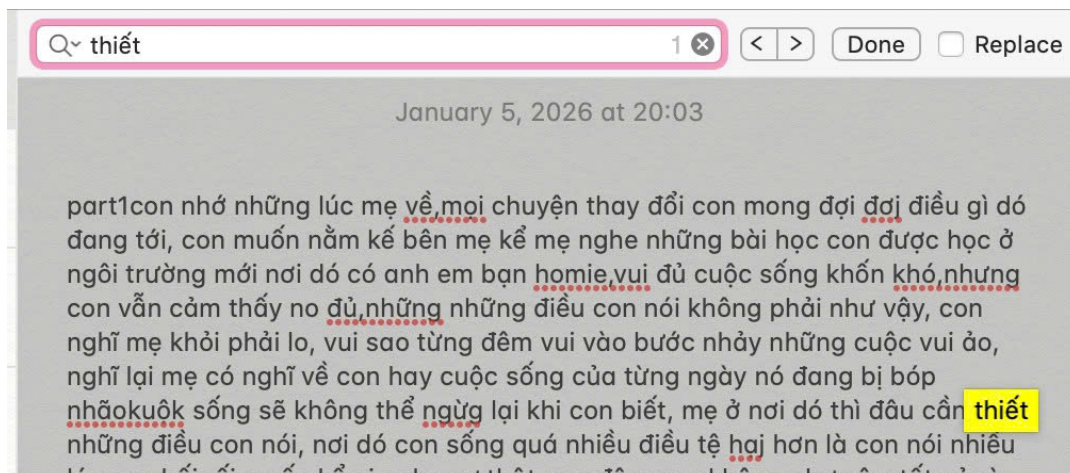 thiết 1 < > Done Replace
January 5, 2026 at 20:03
part1con nhớ những lúc mẹ về,mọi chuyện thay đổi con mong đợi đơị điều gì dó
đang tới, con muốn nằm kế bên mẹ kể mẹ nghe những bài học con được học ở
ngôi trường mới nơi dó có anh em bạn homie,vui đủ cuộc sống khốn khó,nhưng
con vẫn cảm thấy no đủ,những những điều con nói không phải như vậy, con
nghĩ mẹ khỏi phải lo, vui sao từng đêm vui vào bước nhảy những cuộc vui ảo,
nghĩ lại mẹ có nghĩ về con hay cuộc sống của từng ngày nó đang bị bóp
nhãokuôk sống sẽ không thể ngừg lại khi con biết, mẹ ở nơi dó thì đâu cần thiết
những điều con nói, nơi dó con sống quá nhiều điều tệ haị hơn là con nói nhiều